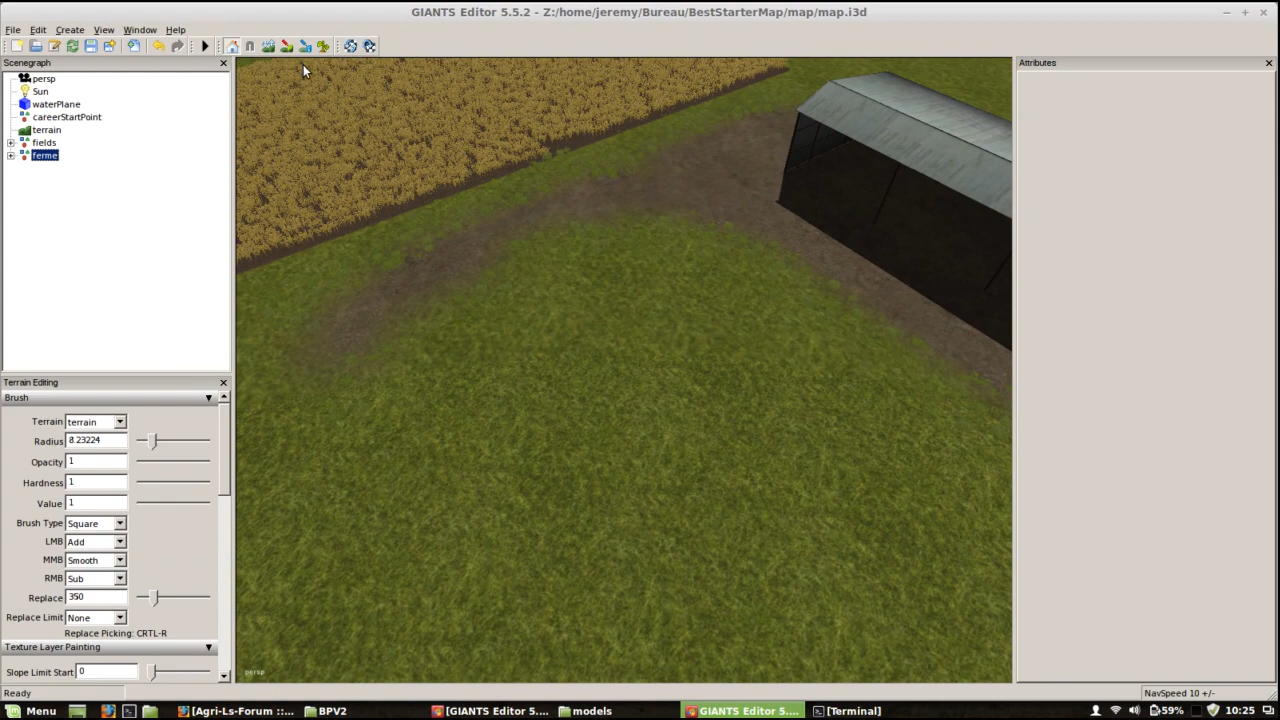 GIANTS Editor 5.5.2 - Z:/home/jeremy/Bureau/BestStarterMap/map/map.i3d
File Edit Create View Window Help
Scenegraph
persp
Sun
waterPlane
careerStartPoint
terrain
fields
ferme
Attributes
Terrain Editing
Brush
Terrain terrain
Radius 8.23224
Opacity 1
Hardness 1
Value 1
Brush Type Square
LMB Add
MMB Smooth
RMB Sub
Replace 350
Replace Limit None
Replace Picking: CRTL-R
Texture Layer Painting
Slope Limit Start 0
persp
Ready
NavSpeed 10 +/-
Menu [Agri-Ls-Forum ::... BPV2 [GIANTS Editor 5.... models GIANTS Editor 5.... [Terminal] 59% 10:25